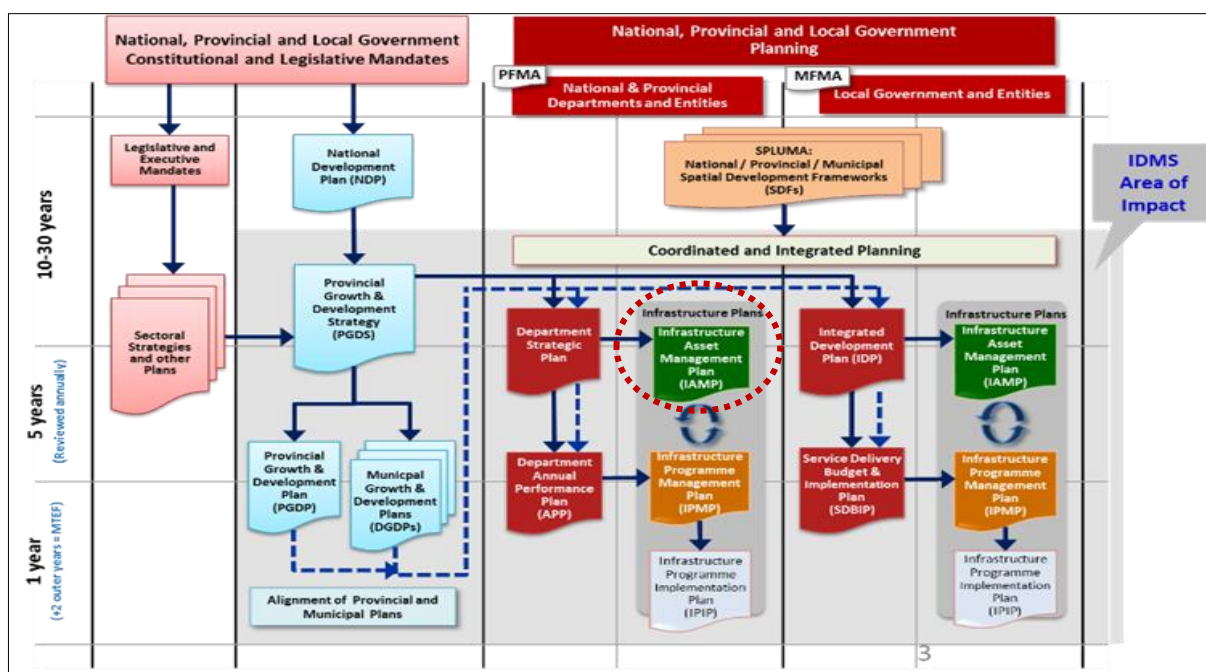 National, Provincial and Local Government
Constitutional and Legislative Mandates
National, Provincial and Local Government
Planning
PFMA
National & Provincial
Departments and Entities
MFMA
Local Government and Entities
IDMS
Area of
Impact
10-30 years
5 years
(Reviewed annually)
1 year
(+2 outer years = MTEF)
Legislative and
Executive
Mandates
National
Development
Plan (NDP)
SPLUMA:
National / Provincial / Municipal
Spatial Development Frameworks
(SDFs)
Coordinated and Integrated Planning
Sectoral
Strategies
and other
Plans
Provincial
Growth &
Development
Strategy
(PGDS)
Department
Strategic
Plan
Infrastructure Plans
Infrastructure
Asset
Management
Plan
(IAMP)
Integrated
Development
Plan (IDP)
Infrastructure Plans
Infrastructure
Asset
Management
Plan
(IAMP)
Provincial
Growth &
Development
Plan
(PGDP)
Municpal
Growth &
Development
Plans
(DGDPs)
Department
Annual
Performance
Plan
(APP)
Infrastructure
Programme
Management
Plan
(IPMP)
Service Delivery
Budget &
Implementation
Plan
(SDBIP)
Infrastructure
Programme
Management
Plan
(IPMP)
Infrastructure
Programme
Implementation
Plan
(IPIP)
Infrastructure
Programme
Implementation
Plan
(IPIP)
Alignment of Provincial and
Municipal Plans
3